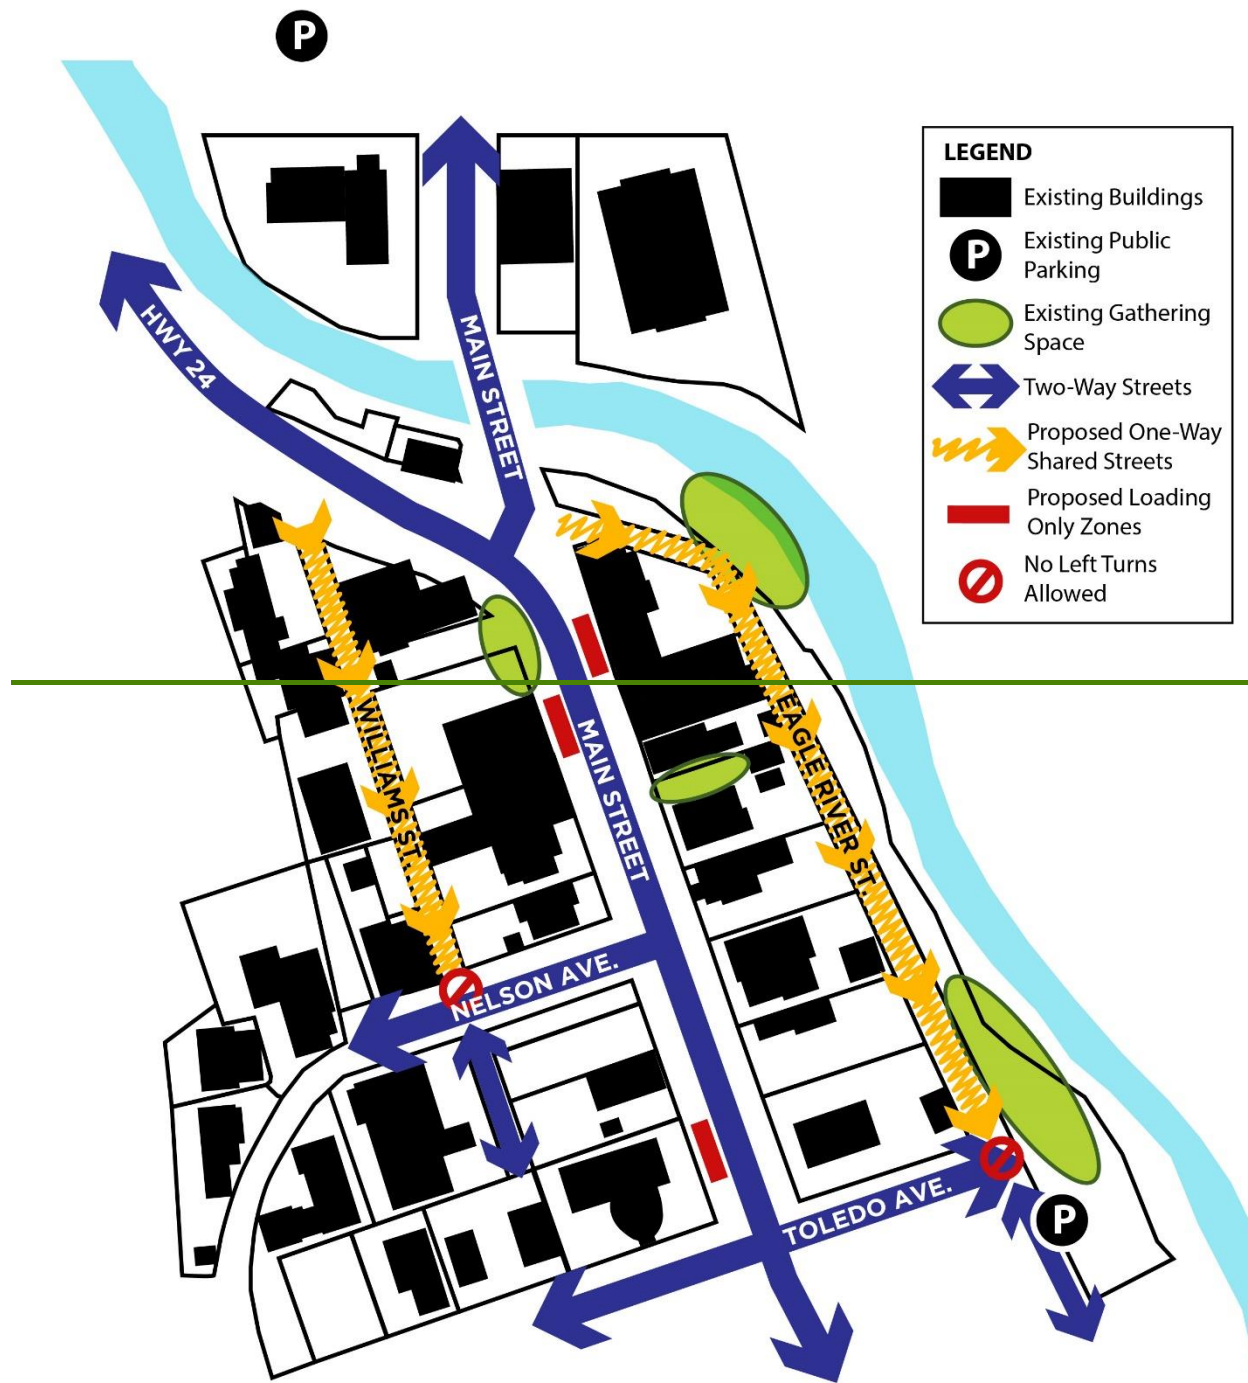 P
LEGEND
Existing Buildings
P
Existing Public
Parking
Existing Gathering
Space
Two-Way Streets
Proposed One-Way
Shared Streets
Proposed Loading
Only Zones
No Left Turns
Allowed
HWY 24
MAIN STREET
WILLIAMS ST.
MAIN STREET
EAGLE RIVER ST.
NELSON AVE.
TOLEDO AVE.
P